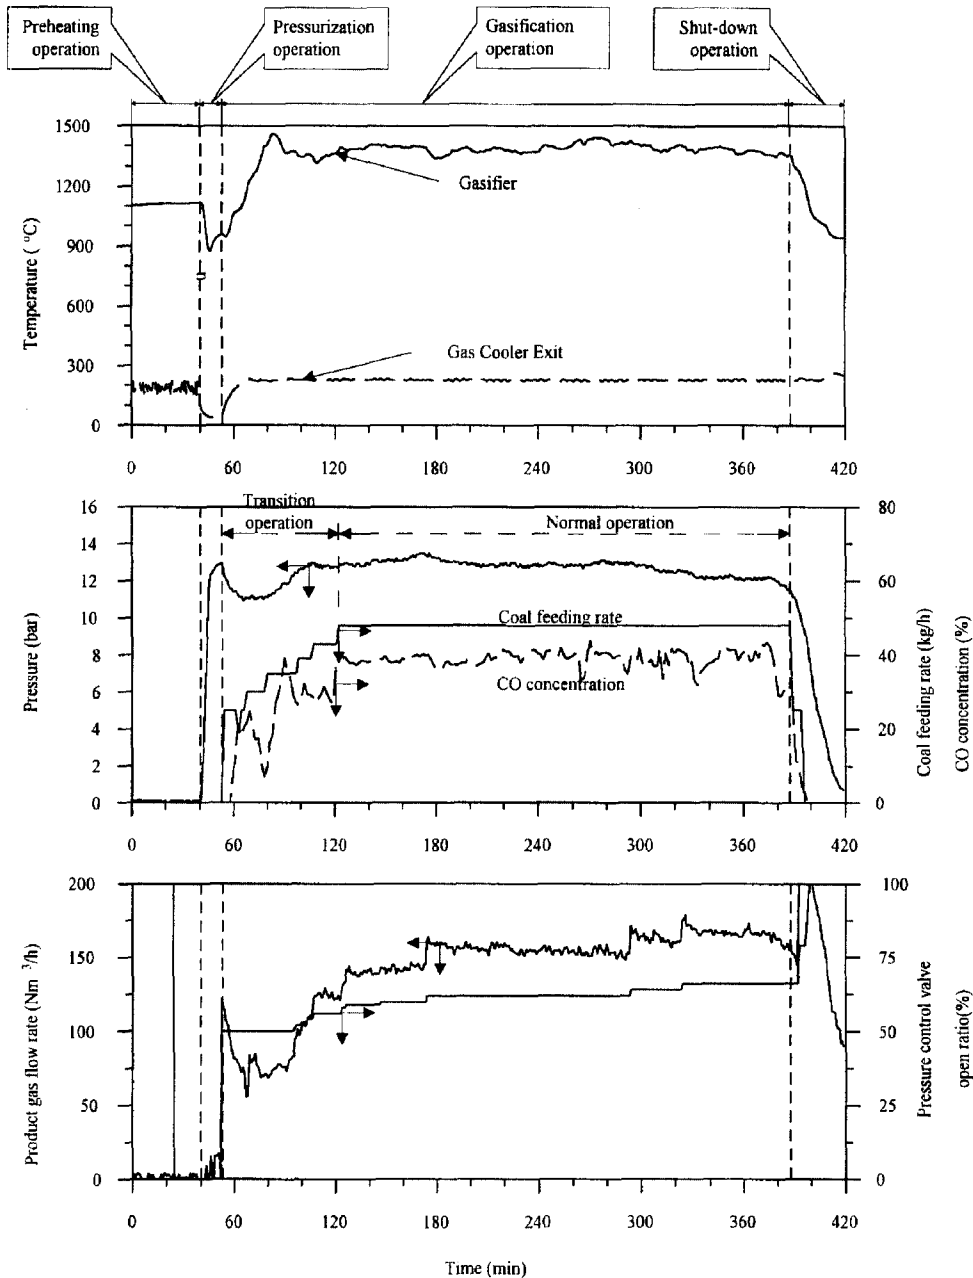 Preheating operation
Pressurization operation
Gasification operation
Shut-down operation
Temperature ( °C)
1500
1200
900
600
300
0
Gasifier
Gas Cooler Exit
0 60 120 180 240 300 360 420
Pressure (bar)
16
14
12
10
8
6
4
2
0
Transition operation
Normal operation
Coal feeding rate
CO concentration
80
60
40
20
0
Coal feeding rate (kg/h)
CO concentration (%)
0 60 120 180 240 300 360 420
Product gas flow rate (Nm ³/h)
200
150
100
50
0
100
75
50
25
0
Pressure control valve
open ratio(%)
0 60 120 180 240 300 360 420
Time (min)